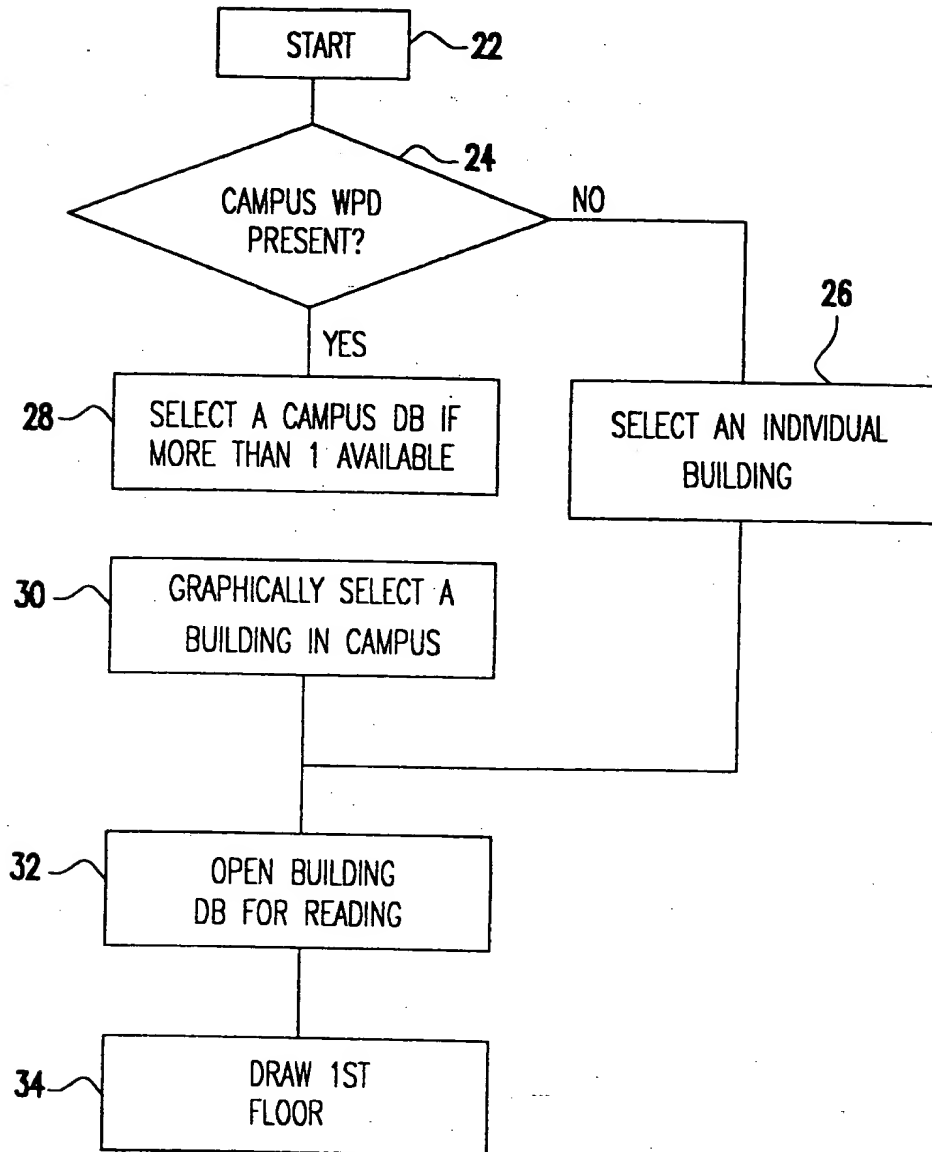 START
22
24
CAMPUS WPD
PRESENT?
NO
26
YES
28
SELECT A CAMPUS DB IF
MORE THAN 1 AVAILABLE
SELECT AN INDIVIDUAL
BUILDING
30
GRAPHICALLY SELECT A
BUILDING IN CAMPUS
32
OPEN BUILDING
DB FOR READING
34
DRAW 1ST
FLOOR